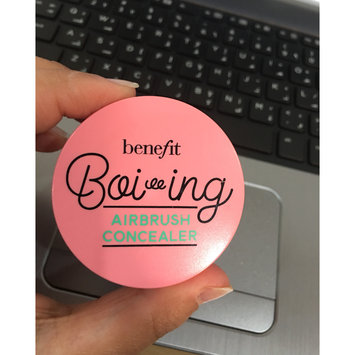 benefit
Boi-ing
AIRBRUSH
CONCEALER